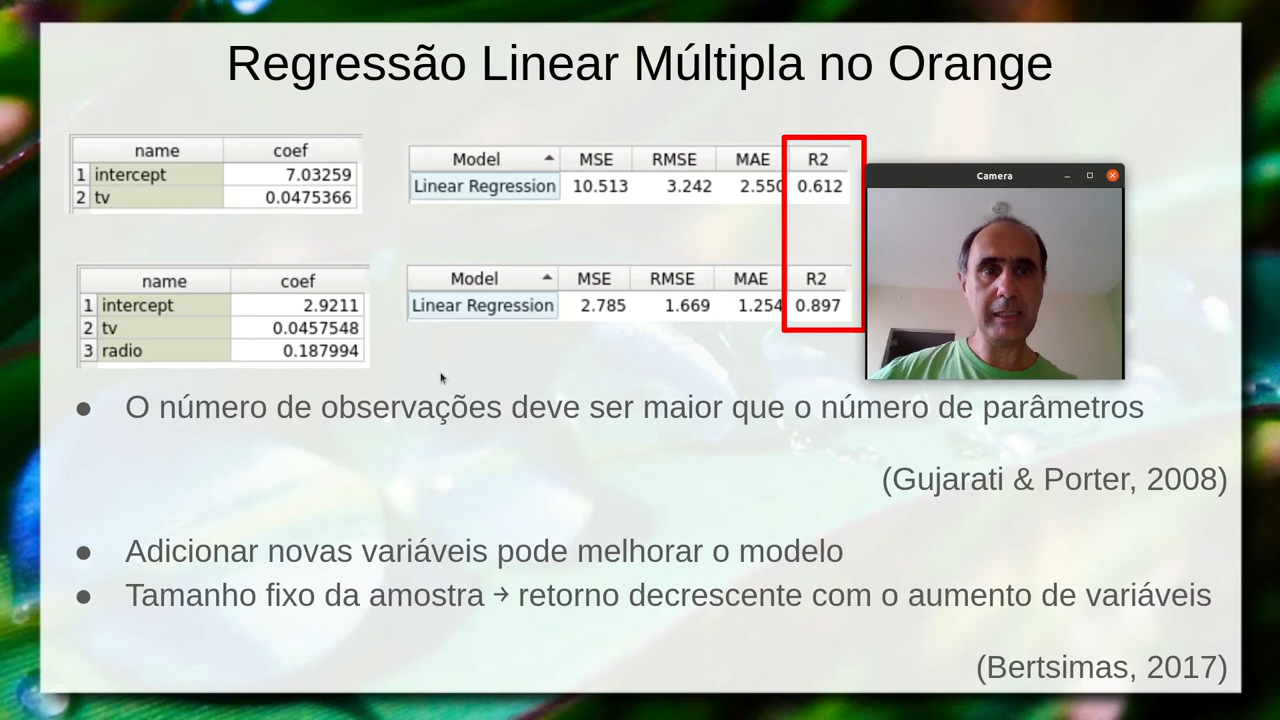 Regressão Linear Múltipla no Orange
name coef
1 intercept 7.03259
2 tv 0.0475366
Model MSE RMSE MAE R2
Linear Regression 10.513 3.242 2.550 0.612
Camera
name coef
1 intercept 2.9211
2 tv 0.0457548
3 radio 0.187994
Model MSE RMSE MAE R2
Linear Regression 2.785 1.669 1.254 0.897
● O número de observações deve ser maior que o número de parâmetros
(Gujarati & Porter, 2008)
● Adicionar novas variáveis pode melhorar o modelo
● Tamanho fixo da amostra → retorno decrescente com o aumento de variáveis
(Bertsimas, 2017)